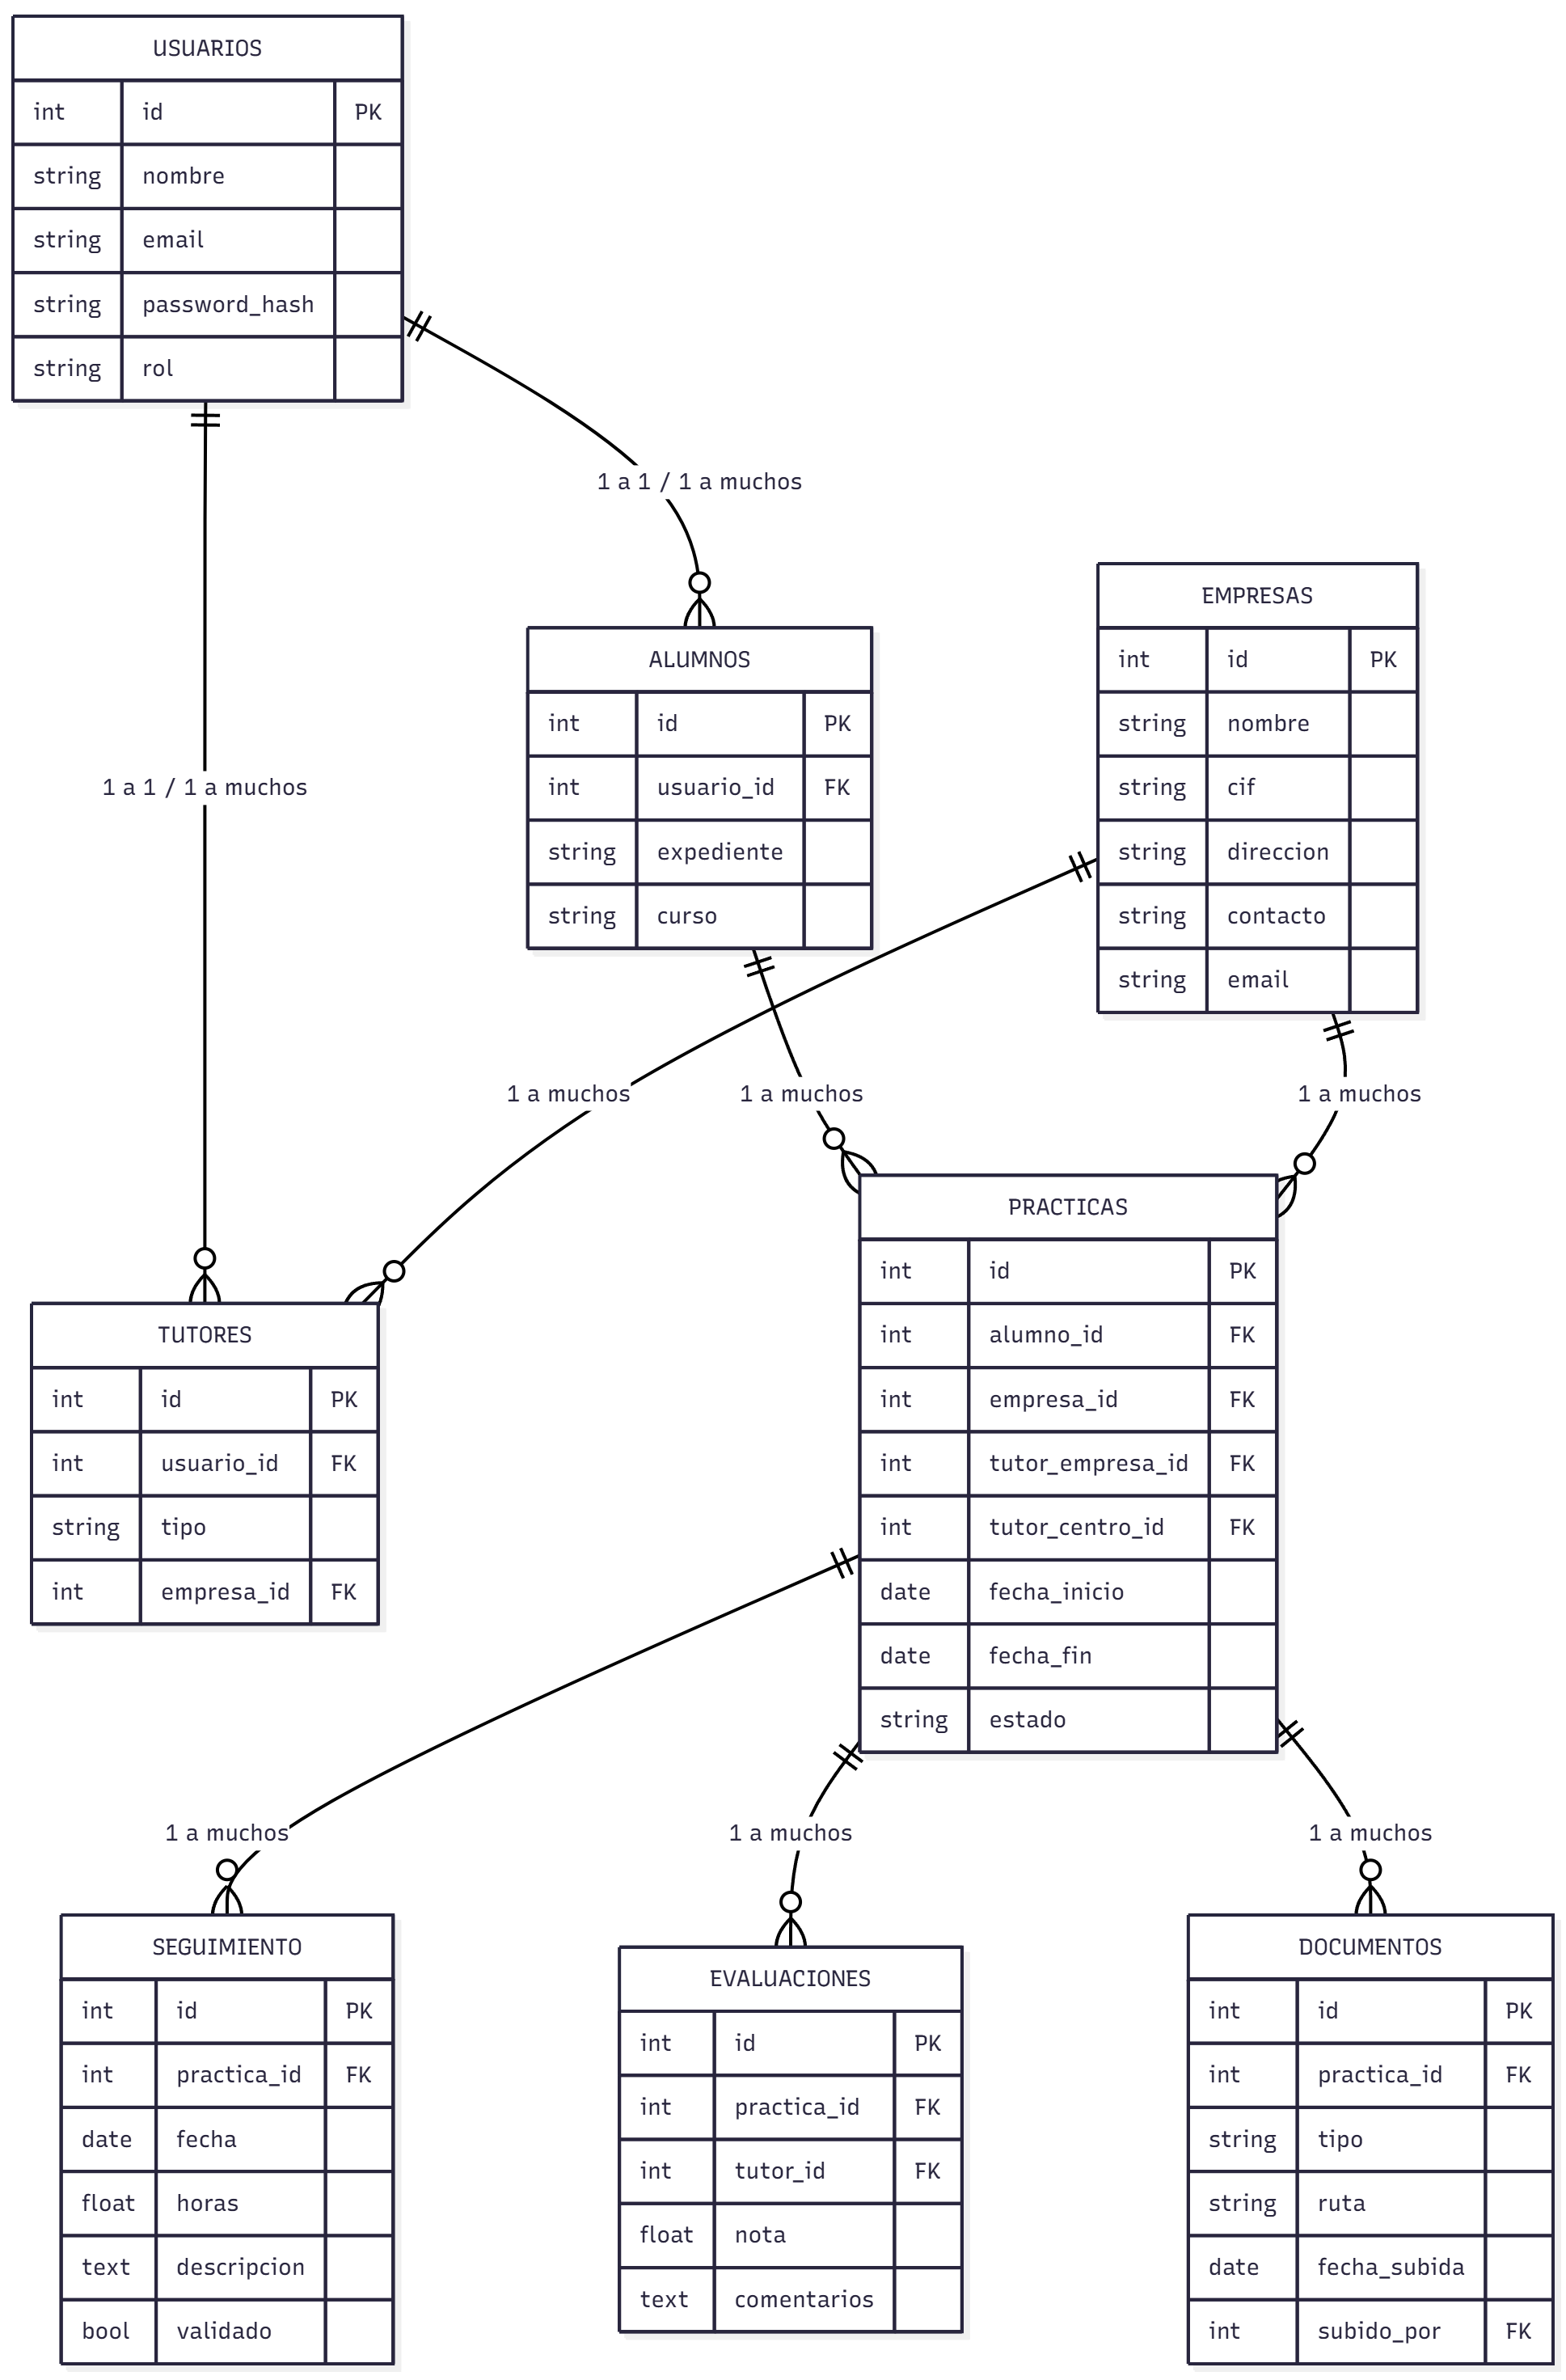 USUARIOS
int id PK
string nombre
string email
string password_hash
string rol
1 a 1 / 1 a muchos
1 a 1 / 1 a muchos
ALUMNOS
int id PK
int usuario_id FK
string expediente
string curso
EMPRESAS
int id PK
string nombre
string cif
string direccion
string contacto
string email
1 a muchos
1 a muchos
1 a muchos
TUTORES
int id PK
int usuario_id FK
string tipo
int empresa_id FK
PRACTICAS
int id PK
int alumno_id FK
int empresa_id FK
int tutor_empresa_id FK
int tutor_centro_id FK
date fecha_inicio
date fecha_fin
string estado
1 a muchos
1 a muchos
1 a muchos
SEGUIMIENTO
int id PK
int practica_id FK
date fecha
float horas
text descripcion
bool validado
EVALUACIONES
int id PK
int practica_id FK
int tutor_id FK
float nota
text comentarios
DOCUMENTOS
int id PK
int practica_id FK
string tipo
string ruta
date fecha_subida
int subido_por FK